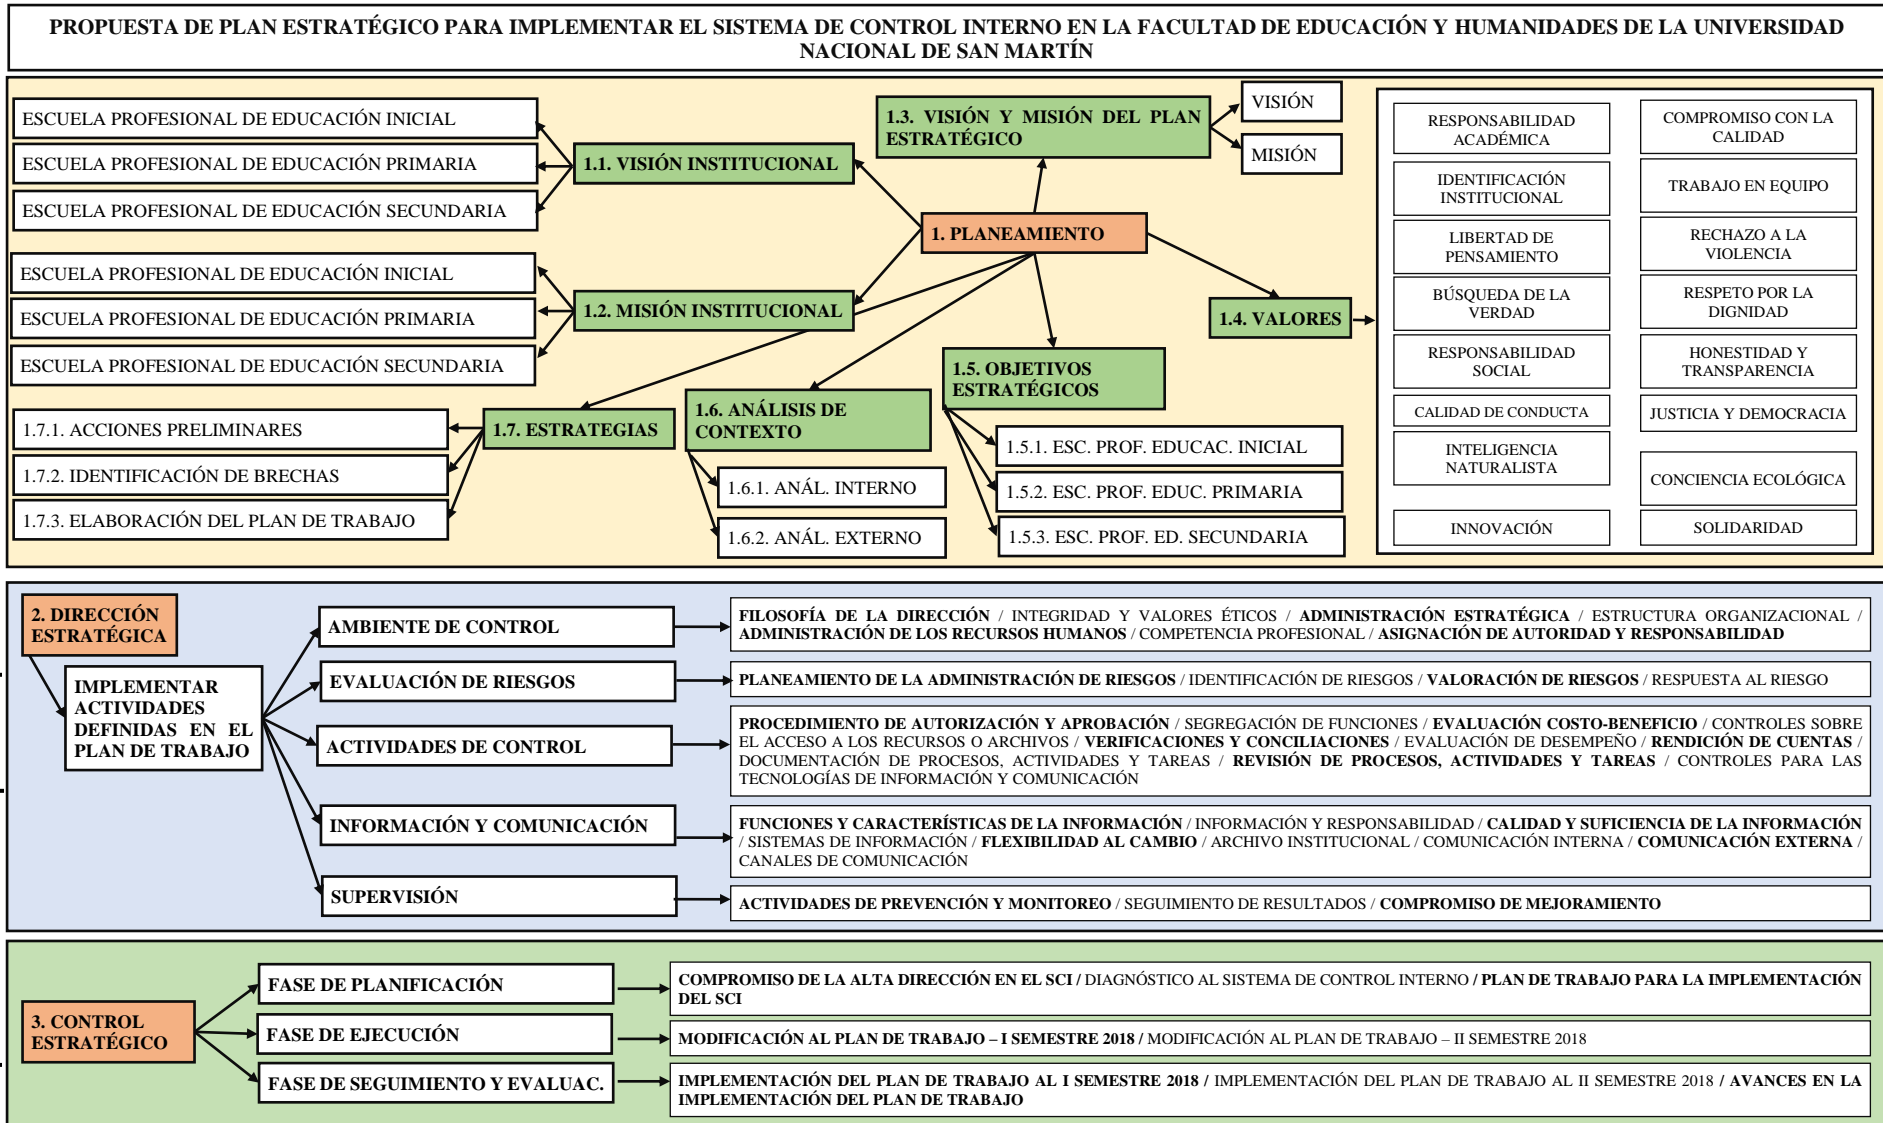 PROPUESTA DE PLAN ESTRATÉGICO PARA IMPLEMENTAR EL SISTEMA DE CONTROL INTERNO EN LA FACULTAD DE EDUCACIÓN Y HUMANIDADES DE LA UNIVERSIDAD
NACIONAL DE SAN MARTÍN
ESCUELA PROFESIONAL DE EDUCACIÓN INICIAL
ESCUELA PROFESIONAL DE EDUCACIÓN PRIMARIA
ESCUELA PROFESIONAL DE EDUCACIÓN SECUNDARIA
1.1. VISIÓN INSTITUCIONAL
1.3. VISIÓN Y MISIÓN DEL PLAN
ESTRATÉGICO
VISIÓN
MISIÓN
1. PLANEAMIENTO
ESCUELA PROFESIONAL DE EDUCACIÓN INICIAL
ESCUELA PROFESIONAL DE EDUCACIÓN PRIMARIA
ESCUELA PROFESIONAL DE EDUCACIÓN SECUNDARIA
1.2. MISIÓN INSTITUCIONAL
1.4. VALORES
RESPONSABILIDAD
ACADÉMICA
COMPROMISO CON LA
CALIDAD
IDENTIFICACIÓN
INSTITUCIONAL
TRABAJO EN EQUIPO
LIBERTAD DE
PENSAMIENTO
RECHAZO A LA
VIOLENCIA
BÚSQUEDA DE LA
VERDAD
RESPETO POR LA
DIGNIDAD
RESPONSABILIDAD
SOCIAL
HONESTIDAD Y
TRANSPARENCIA
CALIDAD DE CONDUCTA
JUSTICIA Y DEMOCRACIA
INTELIGENCIA
NATURALISTA
CONCIENCIA ECOLÓGICA
INNOVACIÓN
SOLIDARIDAD
1.5. OBJETIVOS
ESTRATÉGICOS
1.5.1. ESC. PROF. EDUCAC. INICIAL
1.5.2. ESC. PROF. EDUC. PRIMARIA
1.5.3. ESC. PROF. ED. SECUNDARIA
1.6. ANÁLISIS DE
CONTEXTO
1.6.1. ANÁL. INTERNO
1.6.2. ANÁL. EXTERNO
1.7. ESTRATEGIAS
1.7.1. ACCIONES PRELIMINARES
1.7.2. IDENTIFICACIÓN DE BRECHAS
1.7.3. ELABORACIÓN DEL PLAN DE TRABAJO
2. DIRECCIÓN
ESTRATÉGICA
IMPLEMENTAR
ACTIVIDADES
DEFINIDAS EN EL
PLAN DE TRABAJO
AMBIENTE DE CONTROL
FILOSOFÍA DE LA DIRECCIÓN / INTEGRIDAD Y VALORES ÉTICOS / ADMINISTRACIÓN ESTRATÉGICA / ESTRUCTURA ORGANIZACIONAL /
ADMINISTRACIÓN DE LOS RECURSOS HUMANOS / COMPETENCIA PROFESIONAL / ASIGNACIÓN DE AUTORIDAD Y RESPONSABILIDAD
EVALUACIÓN DE RIESGOS
PLANEAMIENTO DE LA ADMINISTRACIÓN DE RIESGOS / IDENTIFICACIÓN DE RIESGOS / VALORACIÓN DE RIESGOS / RESPUESTA AL RIESGO
ACTIVIDADES DE CONTROL
PROCEDIMIENTO DE AUTORIZACIÓN Y APROBACIÓN / SEGREGACIÓN DE FUNCIONES / EVALUACIÓN COSTO-BENEFICIO / CONTROLES SOBRE
EL ACCESO A LOS RECURSOS O ARCHIVOS / VERIFICACIONES Y CONCILIACIONES / EVALUACIÓN DE DESEMPEÑO / RENDICIÓN DE CUENTAS /
DOCUMENTACIÓN DE PROCESOS, ACTIVIDADES Y TAREAS / REVISIÓN DE PROCESOS, ACTIVIDADES Y TAREAS / CONTROLES PARA LAS
TECNOLOGÍAS DE INFORMACIÓN Y COMUNICACIÓN
INFORMACIÓN Y COMUNICACIÓN
FUNCIONES Y CARACTERÍSTICAS DE LA INFORMACIÓN / INFORMACIÓN Y RESPONSABILIDAD / CALIDAD Y SUFICIENCIA DE LA INFORMACIÓN
/ SISTEMAS DE INFORMACIÓN / FLEXIBILIDAD AL CAMBIO / ARCHIVO INSTITUCIONAL / COMUNICACIÓN INTERNA / COMUNICACIÓN EXTERNA /
CANALES DE COMUNICACIÓN
SUPERVISIÓN
ACTIVIDADES DE PREVENCIÓN Y MONITOREO / SEGUIMIENTO DE RESULTADOS / COMPROMISO DE MEJORAMIENTO
3. CONTROL
ESTRATÉGICO
FASE DE PLANIFICACIÓN
COMPROMISO DE LA ALTA DIRECCIÓN EN EL SCI / DIAGNÓSTICO AL SISTEMA DE CONTROL INTERNO / PLAN DE TRABAJO PARA LA IMPLEMENTACIÓN
DEL SCI
FASE DE EJECUCIÓN
MODIFICACIÓN AL PLAN DE TRABAJO – I SEMESTRE 2018 / MODIFICACIÓN AL PLAN DE TRABAJO – II SEMESTRE 2018
FASE DE SEGUIMIENTO Y EVALUAC.
IMPLEMENTACIÓN DEL PLAN DE TRABAJO AL I SEMESTRE 2018 / IMPLEMENTACIÓN DEL PLAN DE TRABAJO AL II SEMESTRE 2018 / AVANCES EN LA
IMPLEMENTACIÓN DEL PLAN DE TRABAJO